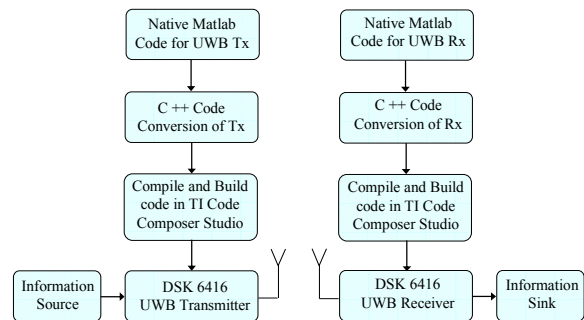 Native Matlab
Code for UWB Tx
C ++ Code
Conversion of Tx
Compile and Build
code in TI Code
Composer Studio
Information
Source
DSK 6416
UWB Transmitter
Native Matlab
Code for UWB Rx
C ++ Code
Conversion of Rx
Compile and Build
code in TI Code
Composer Studio
DSK 6416
UWB Receiver
Information
Sink